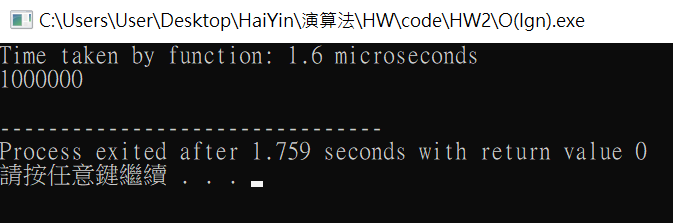 C:\Users\User\Desktop\HaiYin\演算法\HW\code\HW2\O(lgn).exe
Time taken by function: 1.6 microseconds
1000000
--------------------------------
Process exited after 1.759 seconds with return value 0
請按任意鍵繼續 . . .